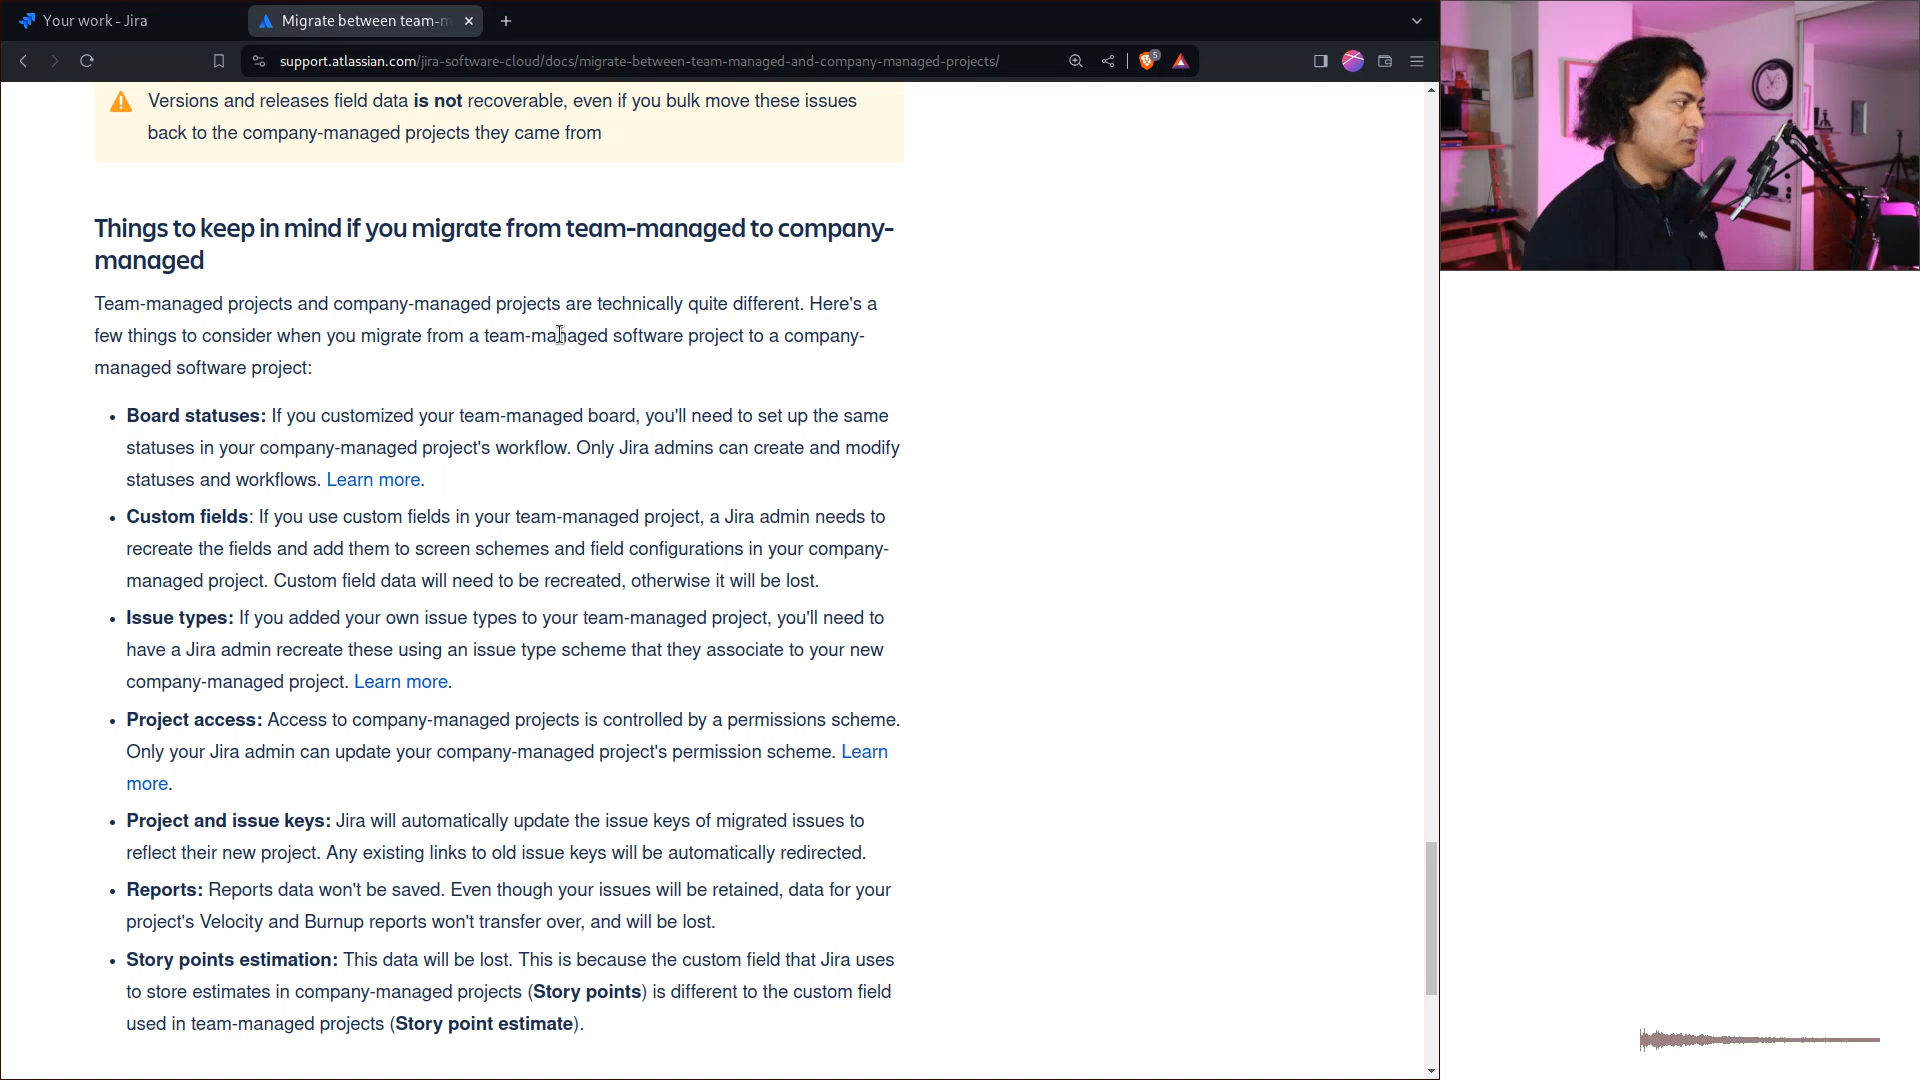 Your work - Jira
Migrate between team-m
support.atlassian.com/jira-software-cloud/docs/migrate-between-team-managed-and-company-managed-projects/
5
Versions and releases field data is not recoverable, even if you bulk move these issues
back to the company-managed projects they came from
Things to keep in mind if you migrate from team-managed to company-
managed
Team-managed projects and company-managed projects are technically quite different. Here's a
few things to consider when you migrate from a team-managed software project to a company-
managed software project:
• Board statuses: If you customized your team-managed board, you'll need to set up the same
statuses in your company-managed project's workflow. Only Jira admins can create and modify
statuses and workflows. Learn more.
• Custom fields: If you use custom fields in your team-managed project, a Jira admin needs to
recreate the fields and add them to screen schemes and field configurations in your company-
managed project. Custom field data will need to be recreated, otherwise it will be lost.
• Issue types: If you added your own issue types to your team-managed project, you'll need to
have a Jira admin recreate these using an issue type scheme that they associate to your new
company-managed project. Learn more.
• Project access: Access to company-managed projects is controlled by a permissions scheme.
Only your Jira admin can update your company-managed project's permission scheme. Learn
more.
• Project and issue keys: Jira will automatically update the issue keys of migrated issues to
reflect their new project. Any existing links to old issue keys will be automatically redirected.
• Reports: Reports data won't be saved. Even though your issues will be retained, data for your
project's Velocity and Burnup reports won't transfer over, and will be lost.
• Story points estimation: This data will be lost. This is because the custom field that Jira uses
to store estimates in company-managed projects (Story points) is different to the custom field
used in team-managed projects (Story point estimate).